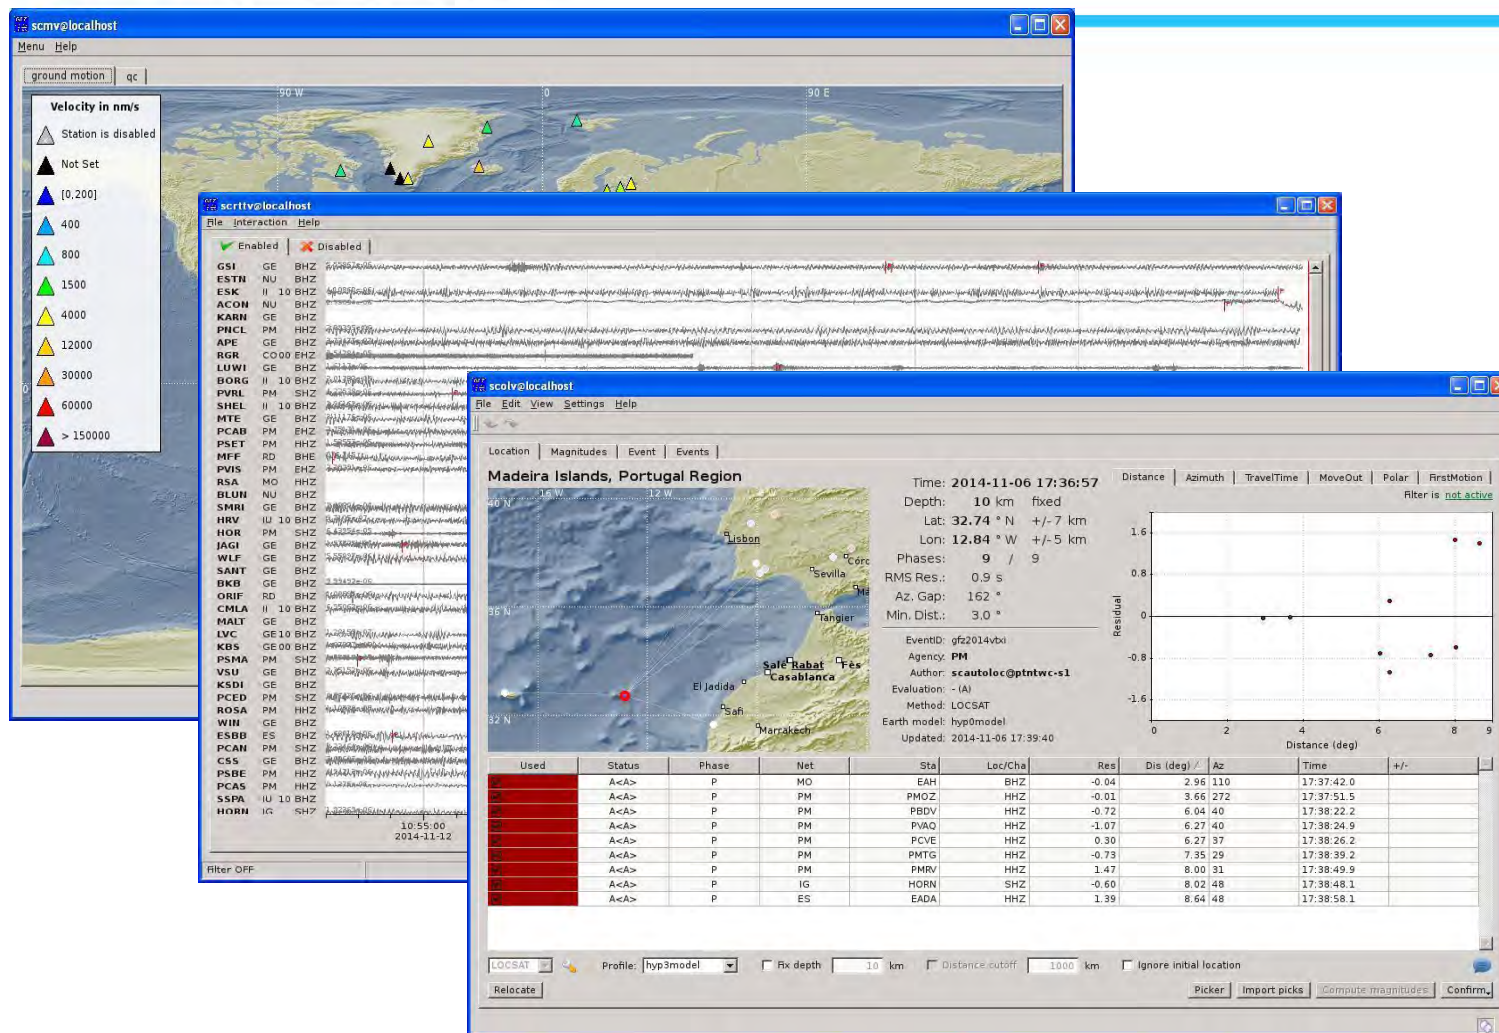 scmv@localhost
Menu Help
ground motion qc
90 W 0 90 E
Velocity in nm/s
Station is disabled
Not Set
[0,200]
400
800
1500
4000
12000
30000
60000
> 150000
scrttv@localhost
File Interaction Help
Enabled Disabled
GSI GE BHZ
ESTN NU BHZ
ESK II 10 BHZ
ACON NU BHZ
KARN GE BHZ
PNCL PM HHZ
APE GE BHZ
RGR CO 00 EHZ
LUWI GE BHZ
BORG II 10 BHZ
PVRL PM SHZ
SHEL II 10 BHZ
MTE GE BHZ
PCAB PM EHZ
PSET PM HHZ
MFF RD BHE
PVIS PM EHZ
RSA MO HHZ
BLUN NU BHZ
SMRI GE BHZ
HRV IU 10 BHZ
HOR PM SHZ
JAGI GE BHZ
WLF GE BHZ
SANT GE BHZ
BKB GE BHZ
ORIF RD BHZ
CMLA II 10 BHZ
MALT GE BHZ
LVC GE 10 BHZ
KBS GE 00 BHZ
PSMA PM SHZ
VSU GE BHZ
KSDI GE BHZ
PCED PM SHZ
ROSA PM HHZ
WIN GE BHZ
ESBB ES BHZ
PCAN PM SHZ
CSS GE BHZ
PSBE PM HHZ
PCAS PM HHZ
SSPA IU 10 BHZ
HORN IG SHZ
10:55:00
2014-11-12
Filter OFF
scolv@localhost
File Edit View Settings Help
Location Magnitudes Event Events
Madeira Islands, Portugal Region
16 W 12 W
40 N
Lisbon
Sevilla
36 N
Tangier
Salé Rabat Fès
Casablanca
El Jadida
Safi
32 N
Marrakech
Time: 2014-11-06 17:36:57
Depth: 10 km fixed
Lat: 32.74 ° N +/- 7 km
Lon: 12.84 ° W +/- 5 km
Phases: 9 / 9
RMS Res.: 0.9 s
Az. Gap: 162 °
Min. Dist.: 3.0 °
EventID: gfz2014vtxi
Agency: PM
Author: scautoloc@ptntwc-s1
Evaluation: - (A)
Method: LOCSAT
Earth model: hyp0model
Updated: 2014-11-06 17:39:40
Distance Azimuth TravelTime MoveOut Polar FirstMotion
Filter is not active
Residual
1.6
0.8
0
-0.8
-1.6
0 2 4 6 8 9
Distance (deg)
Used Status Phase Net Sta Loc/Cha Res Dis (deg) Az Time +/-
A<A> P MO EAH BHZ -0.04 2.96 110 17:37:42.0
A<A> P PM PMOZ HHZ -0.01 3.66 272 17:37:51.5
A<A> P PM PBDV HHZ -0.72 6.04 40 17:38:22.2
A<A> P PM PVAQ HHZ -1.07 6.27 40 17:38:24.9
A<A> P PM PCVE HHZ 0.30 6.27 37 17:38:26.2
A<A> P PM PMTG HHZ -0.73 7.35 29 17:38:39.2
A<A> P PM PMRV HHZ 1.47 8.00 31 17:38:49.9
A<A> P IG HORN SHZ -0.60 8.02 48 17:38:48.1
A<A> P ES EADA HHZ 1.39 8.64 48 17:38:58.1
LOCSAT Profile: hyp3model Fix depth 10 km Distance cutoff 1000 km Ignore initial location
Relocate Picker Import picks Compute magnitudes Confirm